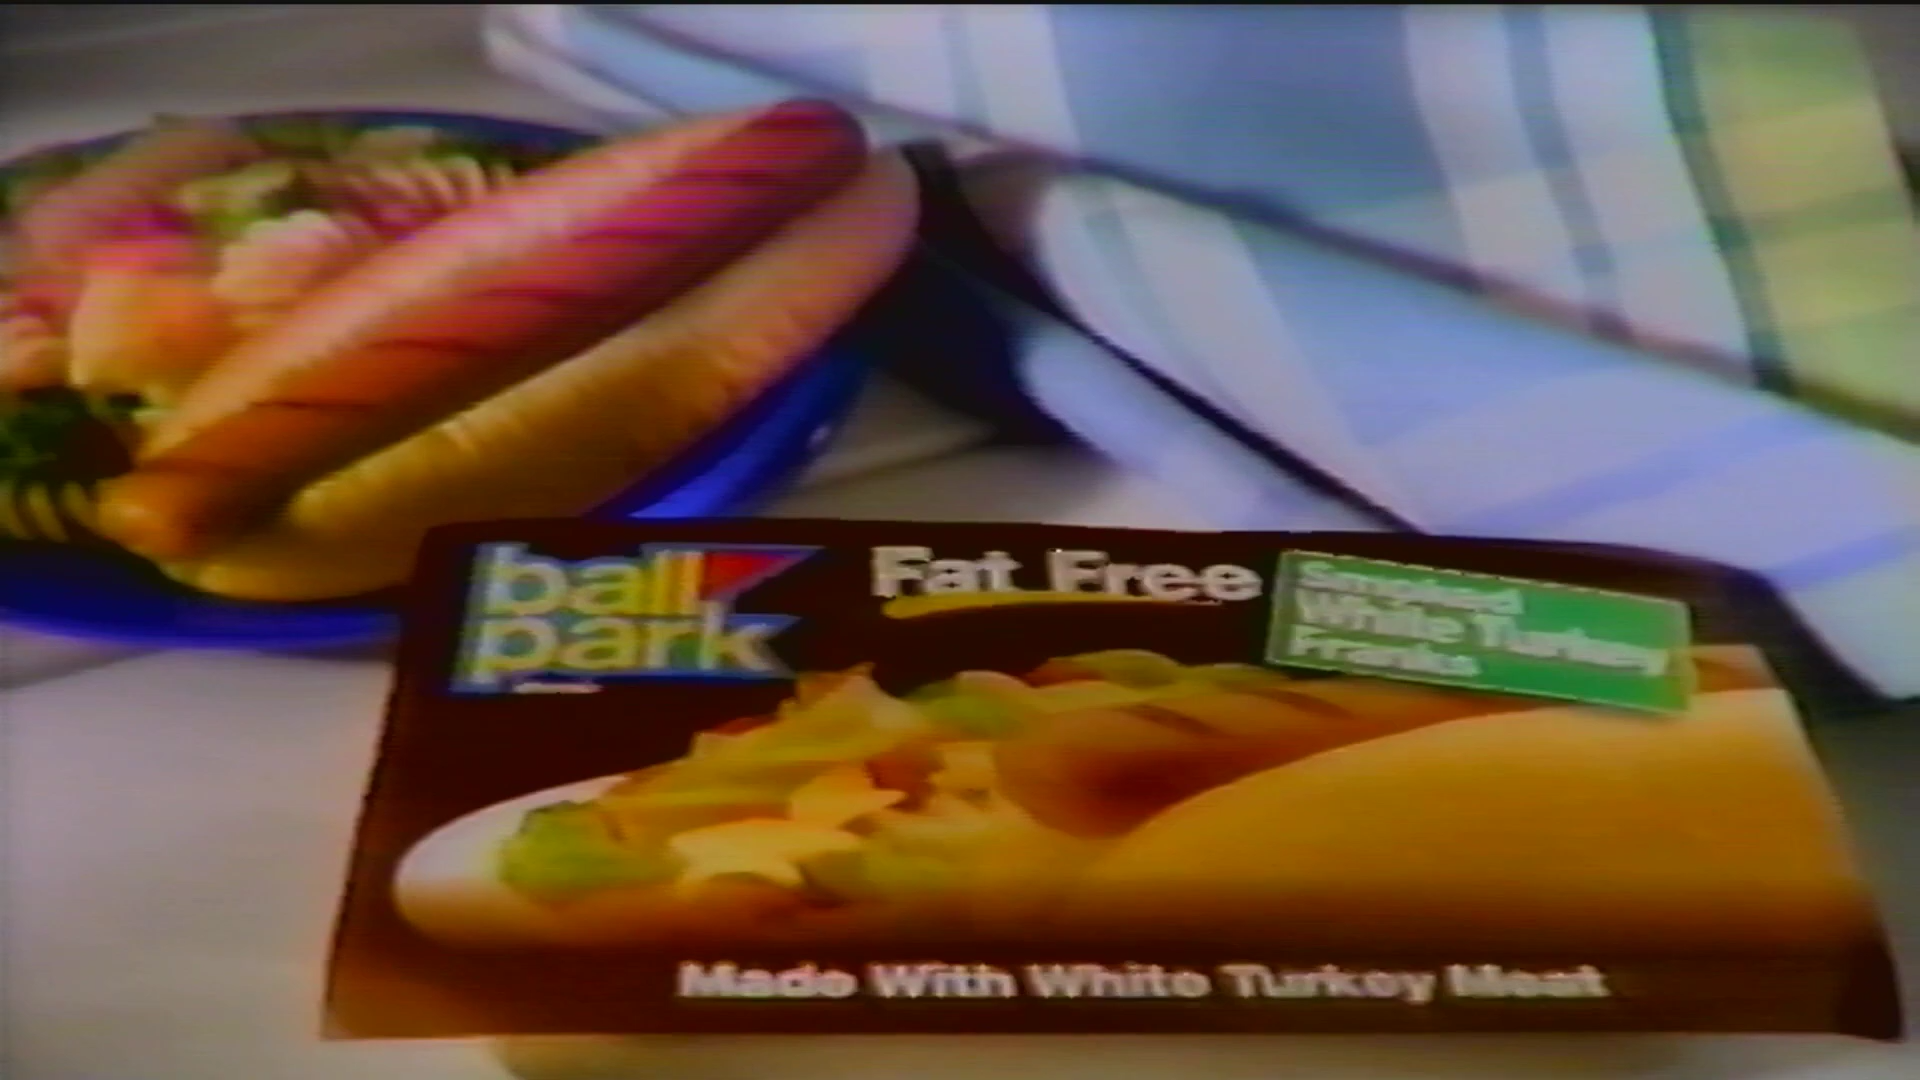 ball
park
Fat Free
Smoked
White Turkey
Franks
Made With White Turkey Meat